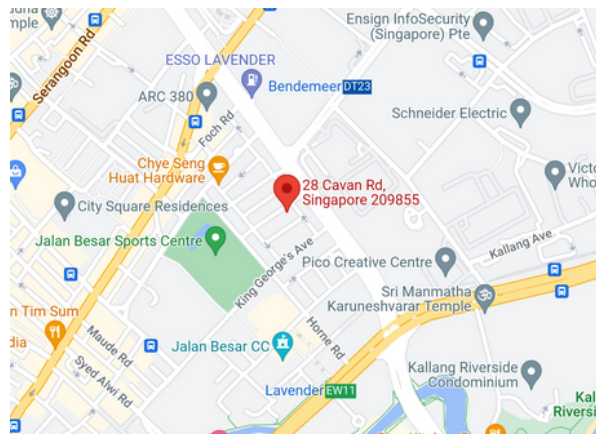 Ensign InfoSecurity
(Singapore) Pte
Serangoon Rd
ESSO LAVENDER
Bendemeer DT23
ARC 380
Schneider Electric
Foch Rd
Chye Seng
Huat Hardware
28 Cavan Rd,
Singapore 209855
City Square Residences
Kallang Ave
Jalan Besar Sports Centre
King George's Ave
Pico Creative Centre
Sri Manmatha
Karuneshvarar Temple
Tim Sum
Maude Rd
Horne Rd
Jalan Besar CC
Syed Alwi Rd
Kallang Riverside
Condominium
Lavender EW11